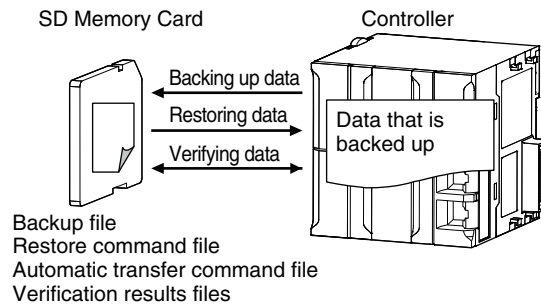 SD Memory Card
Controller
Backing up data
Restoring data
Verifying data
Data that is
backed up
Backup file
Restore command file
Automatic transfer command file
Verification results files